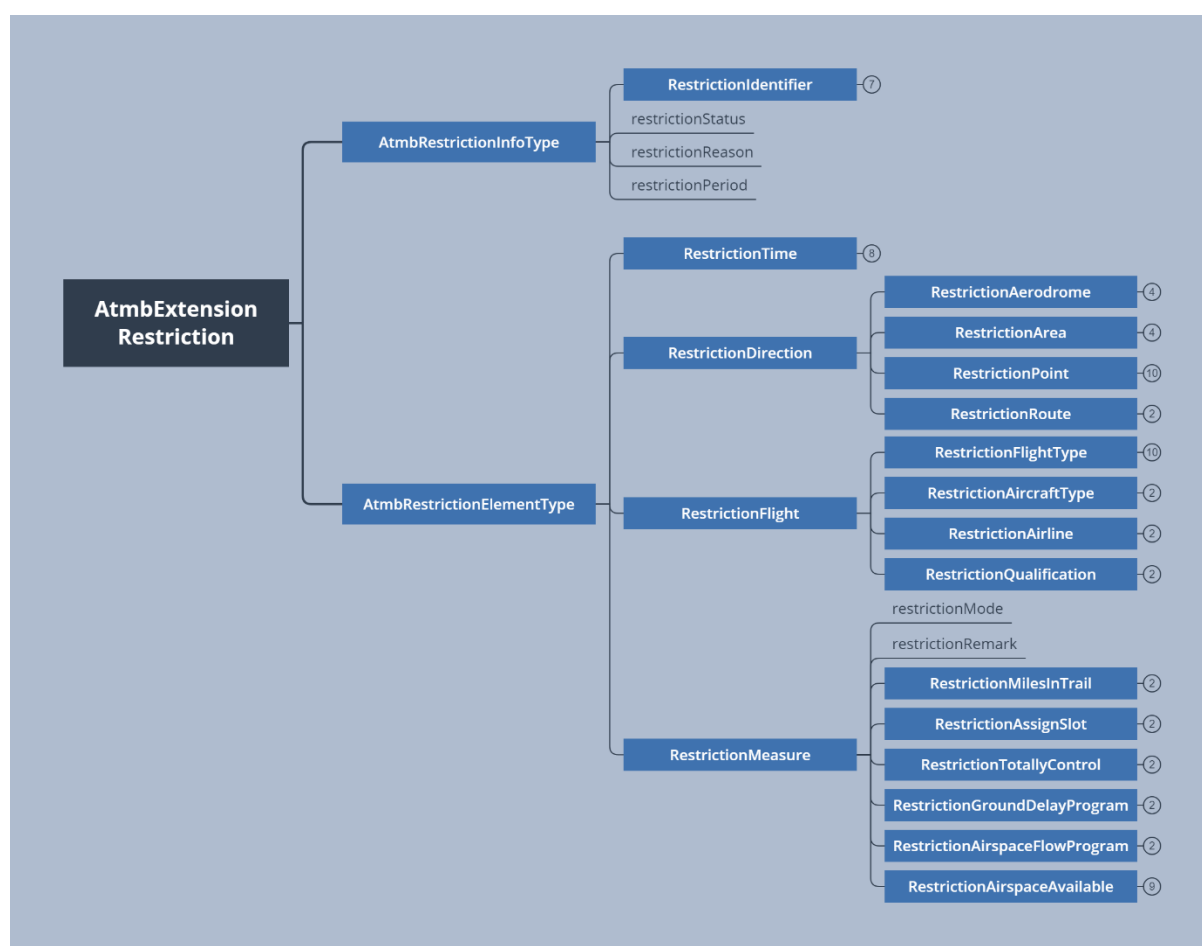 AtmbExtension
Restriction
AtmbRestrictionInfoType
RestrictionIdentifier
7
restrictionStatus
restrictionReason
restrictionPeriod
AtmbRestrictionElementType
RestrictionTime
8
RestrictionDirection
RestrictionAerodrome
4
RestrictionArea
4
RestrictionPoint
10
RestrictionRoute
2
RestrictionFlight
RestrictionFlightType
10
RestrictionAircraftType
2
RestrictionAirline
2
RestrictionQualification
2
RestrictionMeasure
restrictionMode
restrictionRemark
RestrictionMilesInTrail
2
RestrictionAssignSlot
2
RestrictionTotallyControl
2
RestrictionGroundDelayProgram
2
RestrictionAirspaceFlowProgram
2
RestrictionAirspaceAvailable
9